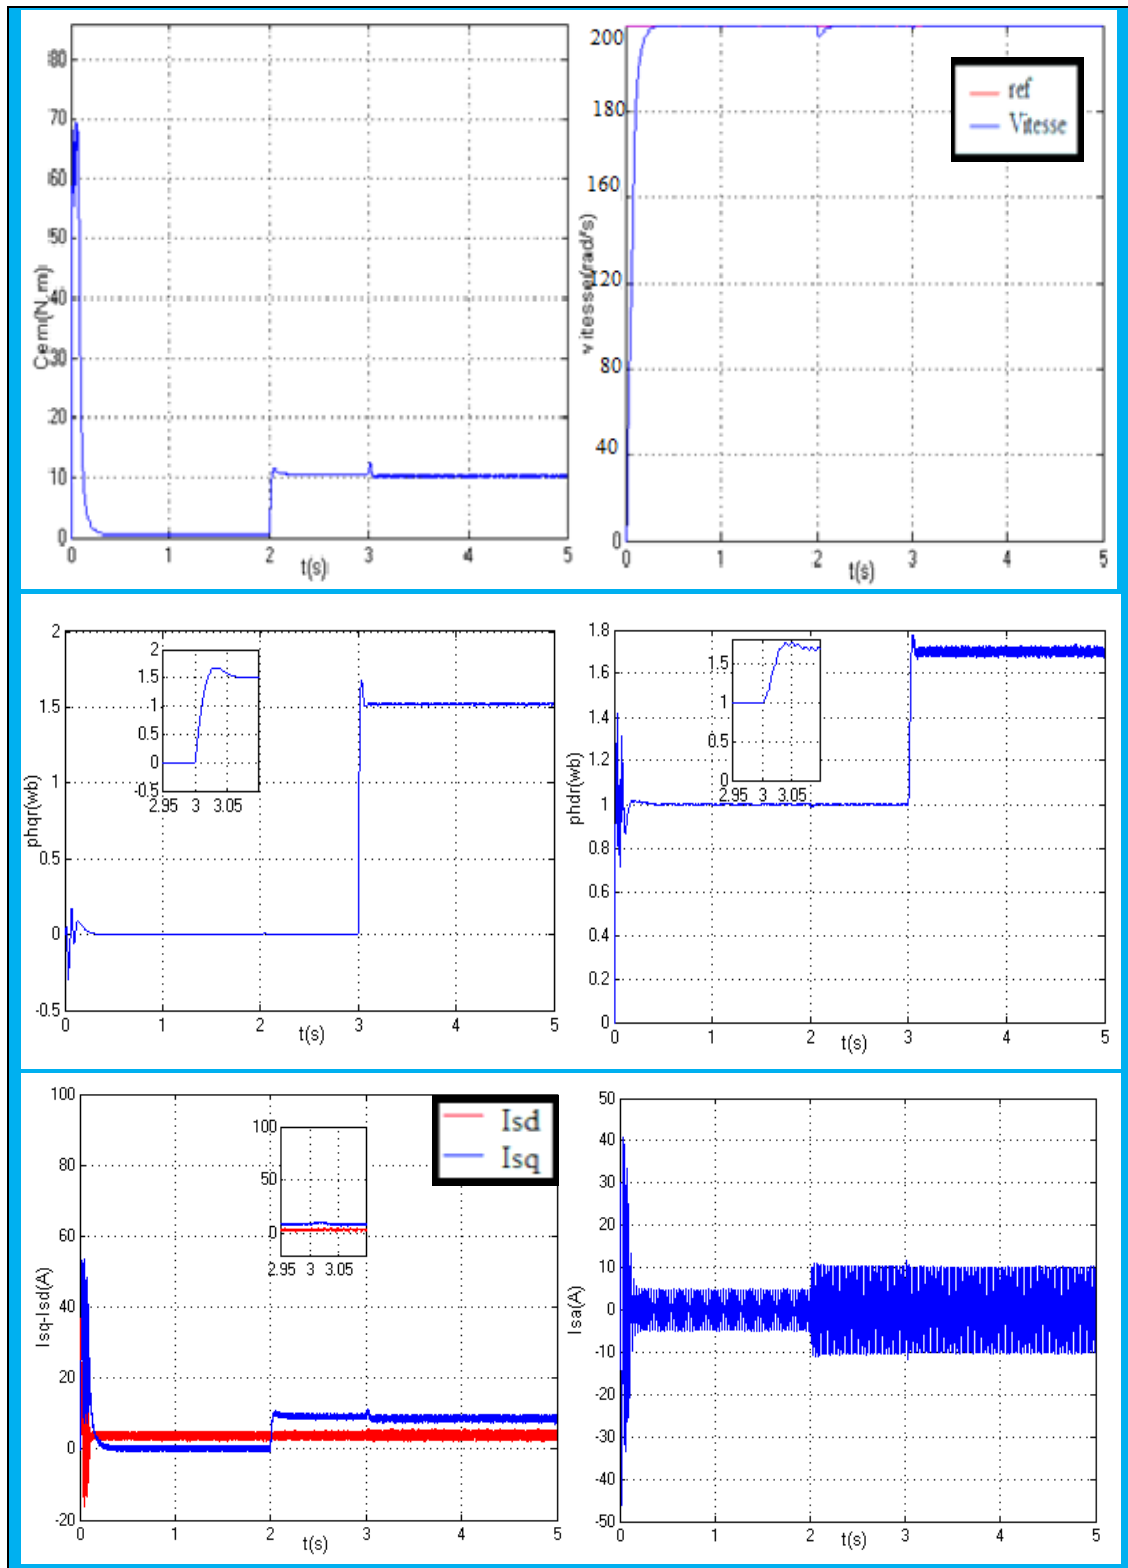 80
70
60
50
40
30
20
10
0
Cem(N.m)
0 1 2 3 4 5
t(s)
200
180
160
120
80
40
0
vitesse(rad/s)
ref
Vitesse
0 1 2 3 4 5
t(s)
2
1.5
1
0.5
0
-0.5
phqr(wb)
2
1.5
1
0.5
0
-0.5
2.95 3 3.05
0 1 2 3 4 5
t(s)
1.8
1.6
1.4
1.2
1
0.8
0.6
0.4
0.2
0
phdr(wb)
1.5
1
0.5
0
2.95 3 3.05
0 1 2 3 4 5
t(s)
100
80
60
40
20
0
-20
Isq-Isd(A)
100
50
0
2.95 3 3.05
Isd
Isq
0 1 2 3 4 5
t(s)
50
40
30
20
10
0
-10
-20
-30
-40
-50
Isa(A)
0 1 2 3 4 5
t(s)